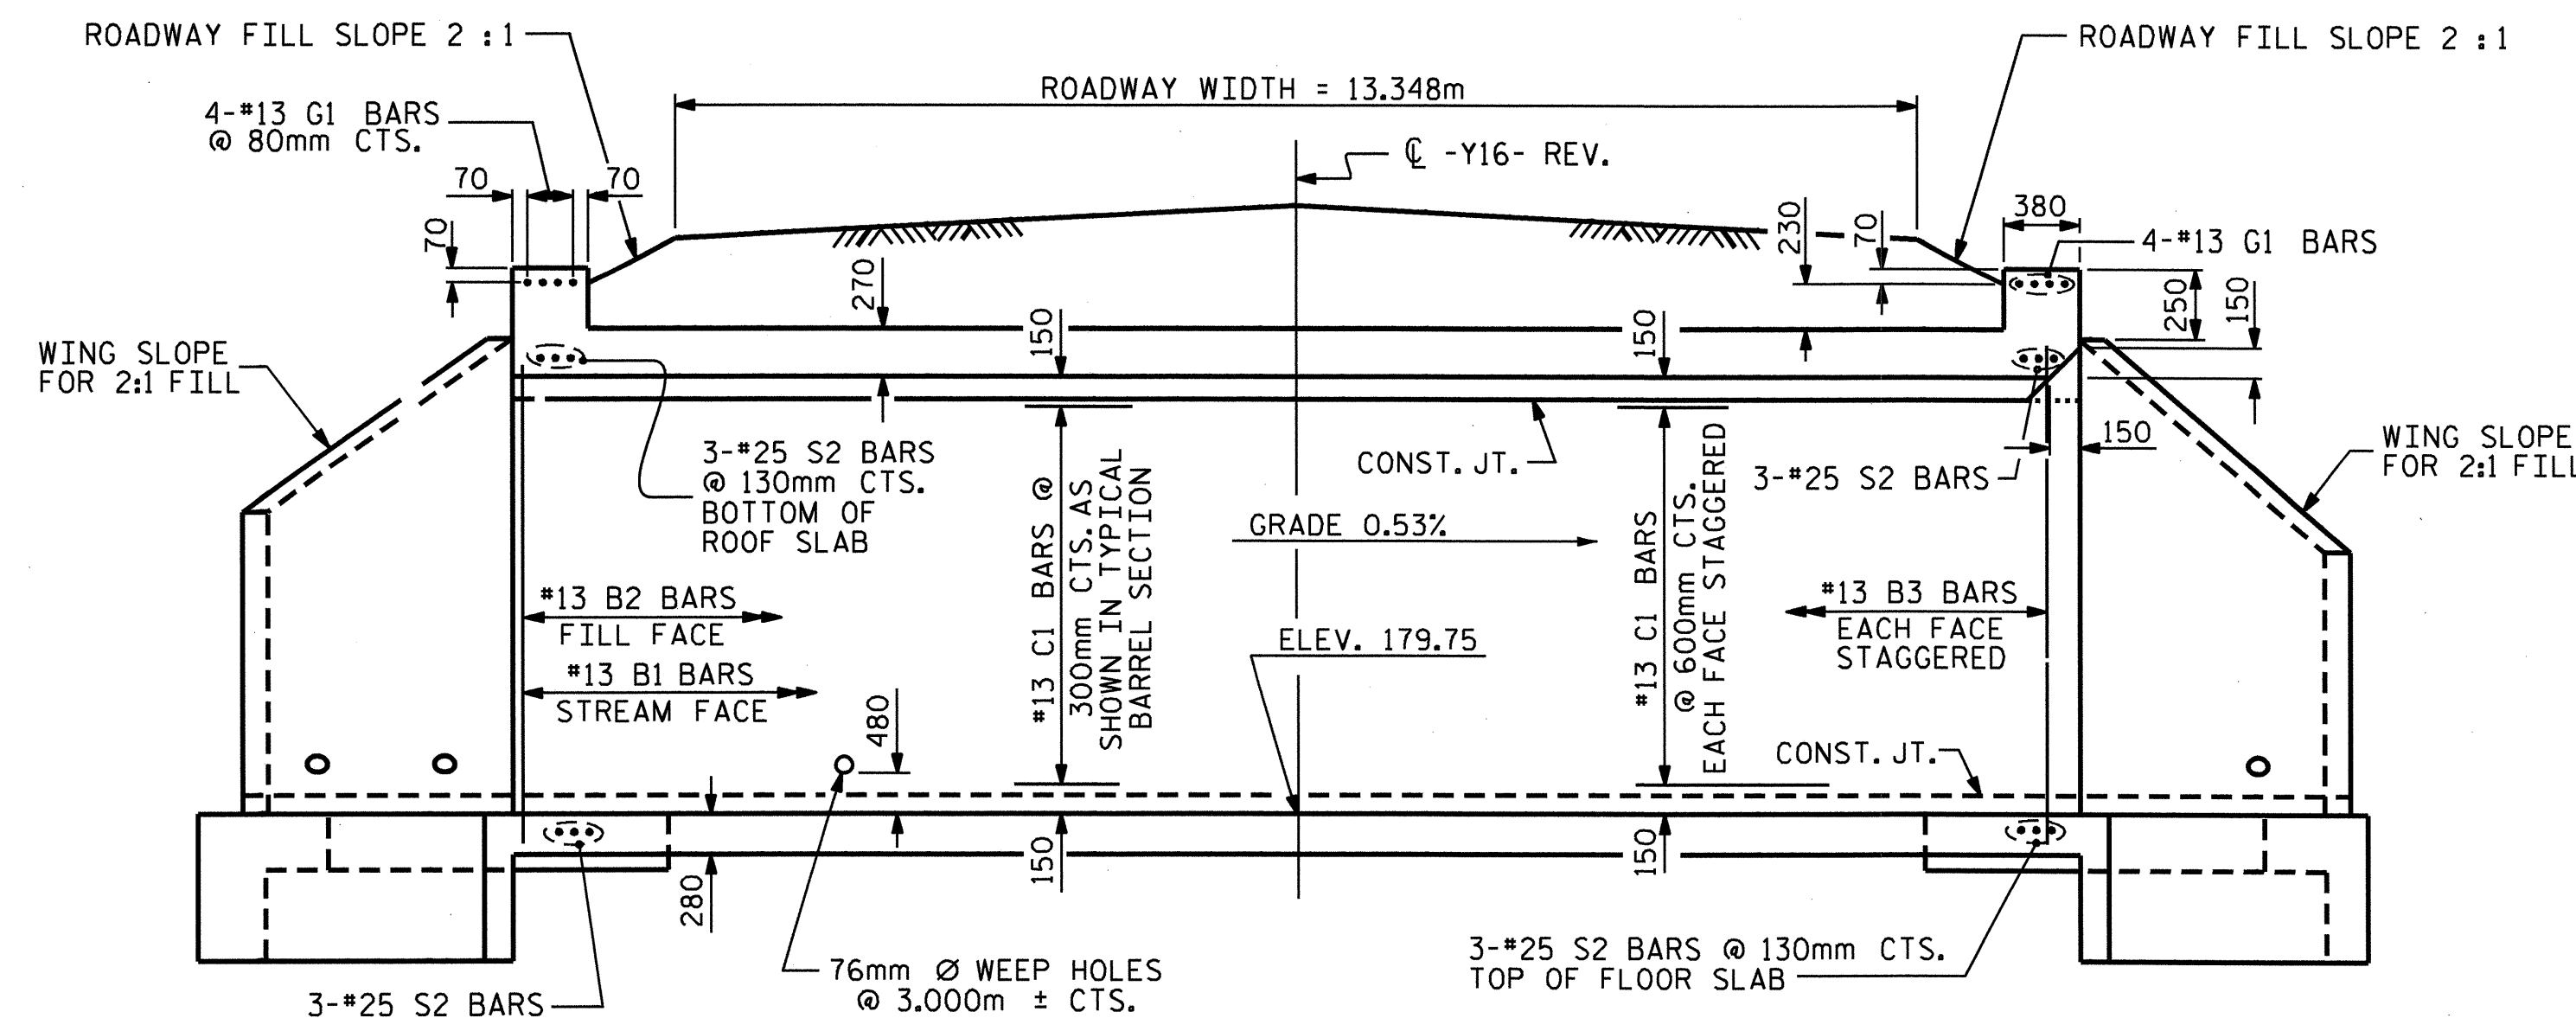 ROADWAY FILL SLOPE 2 : 1
ROADWAY FILL SLOPE 2 : 1
ROADWAY WIDTH = 13.348m
4-#13 G1 BARS
@ 80mm CTS.
℄ -Y16- REV.
70
70
70
270
230
70
380
4-#13 G1 BARS
250
150
WING SLOPE
FOR 2:1 FILL
150
150
3-#25 S2 BARS
@ 130mm CTS.
BOTTOM OF
ROOF SLAB
#13 C1 BARS @
300mm CTS. AS
SHOWN IN TYPICAL
BARREL SECTION
CONST. JT.
#13 C1 BARS
@ 600mm CTS.
EACH FACE STAGGERED
3-#25 S2 BARS
150
WING SLOPE
FOR 2:1 FILL
GRADE 0.53%
#13 B2 BARS
FILL FACE
#13 B1 BARS
STREAM FACE
ELEV. 179.75
#13 B3 BARS
EACH FACE
STAGGERED
480
CONST. JT.
280
150
150
76mm Ø WEEP HOLES
@ 3.000m ± CTS.
3-#25 S2 BARS
3-#25 S2 BARS @ 130mm CTS.
TOP OF FLOOR SLAB